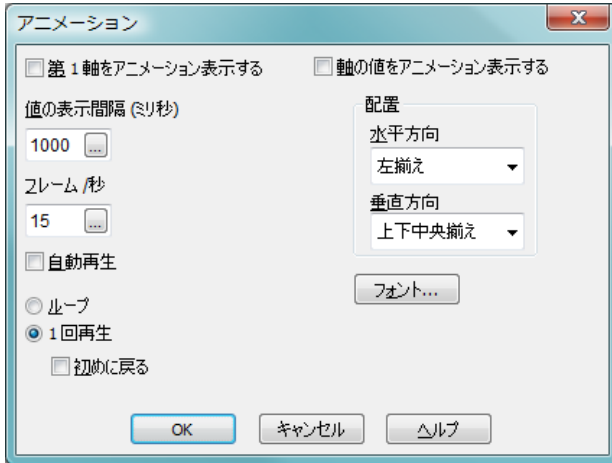 アニメーション
第1軸をアニメーション表示する
軸の値をアニメーション表示する
値の表示間隔(ミリ秒)
1000 ...
フレーム/秒
15 ...
自動再生
ループ
1回再生
初めに戻る
配置
水平方向
左揃え
垂直方向
上下中央揃え
フォント...
OK
キャンセル
ヘルプ